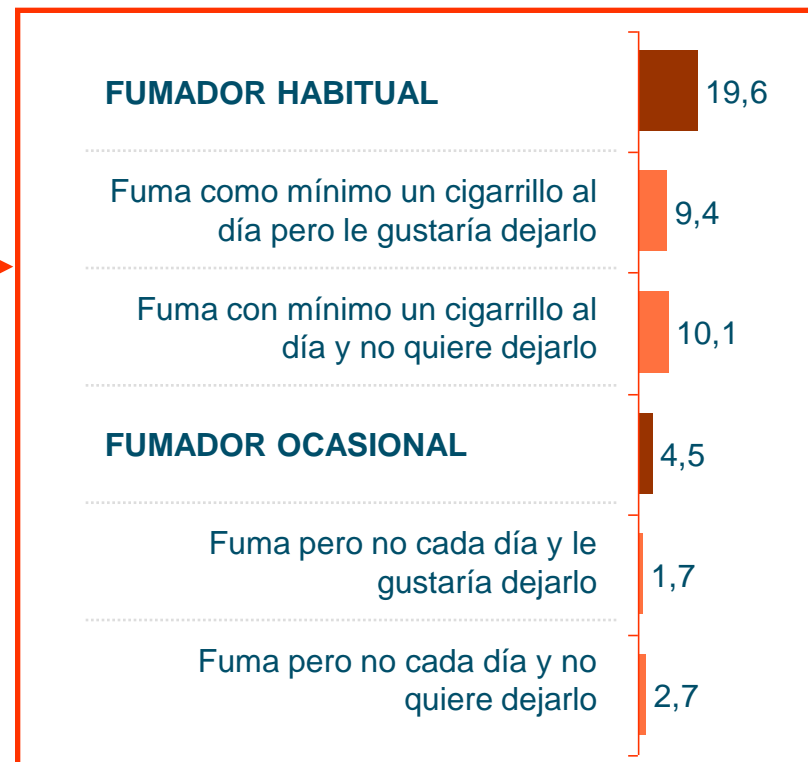 FUMADOR HABITUAL
19,6
Fuma como mínimo un cigarrillo al
día pero le gustaría dejarlo
9,4
Fuma con mínimo un cigarrillo al
día y no quiere dejarlo
10,1
FUMADOR OCASIONAL
4,5
Fuma pero no cada día y le
gustaría dejarlo
1,7
Fuma pero no cada día y no
quiere dejarlo
2,7